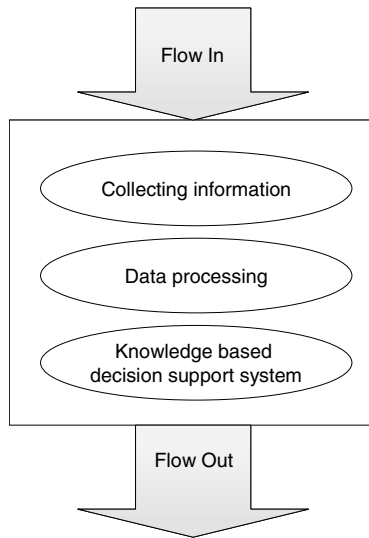 Flow In
Collecting information
Data processing
Knowledge based
decision support system
Flow Out